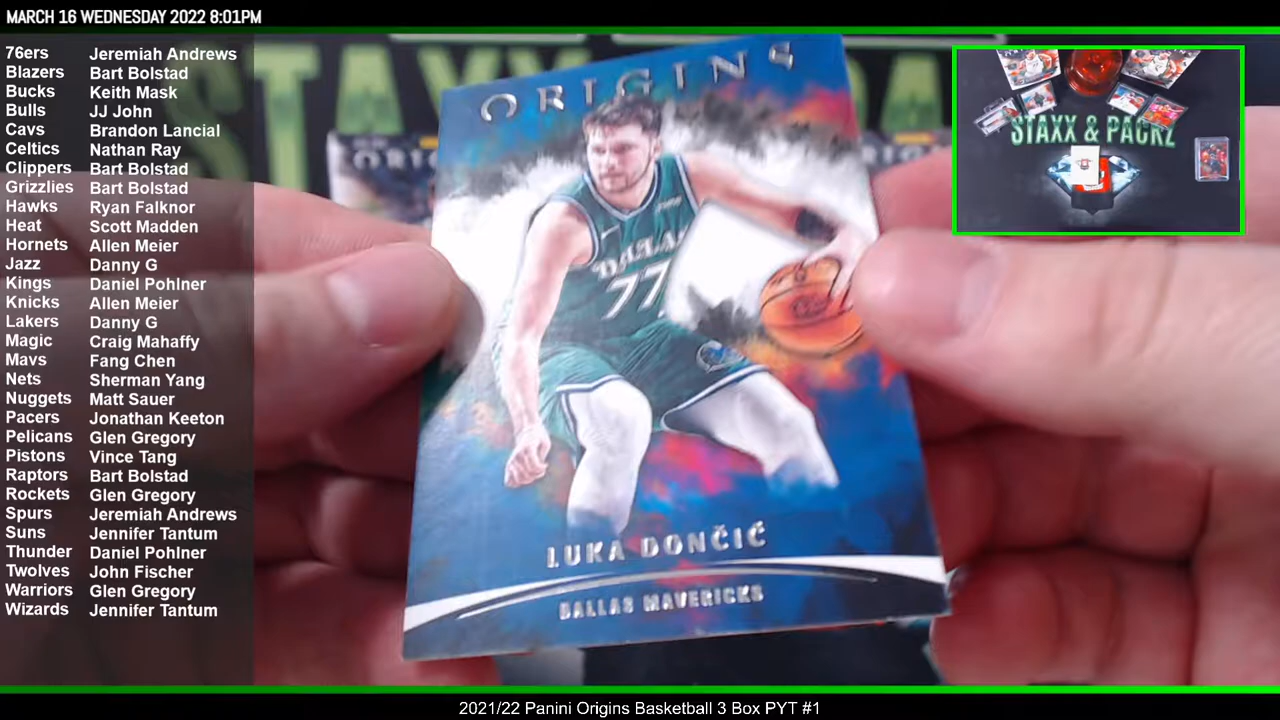 MARCH 16 WEDNESDAY 2022 8:01PM
76ers Jeremiah Andrews
Blazers Bart Bolstad
Bucks Keith Mask
Bulls JJ John
Cavs Brandon Lancial
Celtics Nathan Ray
Clippers Bart Bolstad
Grizzlies Bart Bolstad
Hawks Ryan Falknor
Heat Scott Madden
Hornets Allen Meier
Jazz Danny G
Kings Daniel Pohlner
Knicks Allen Meier
Lakers Danny G
Magic Craig Mahaffy
Mavs Fang Chen
Nets Sherman Yang
Nuggets Matt Sauer
Pacers Jonathan Keeton
Pelicans Glen Gregory
Pistons Vince Tang
Raptors Bart Bolstad
Rockets Glen Gregory
Spurs Jeremiah Andrews
Suns Jennifer Tantum
Thunder Daniel Pohlner
Twolves John Fischer
Warriors Glen Gregory
Wizards Jennifer Tantum
ORIGINS
77
LUKA DONČIĆ
DALLAS MAVERICKS
STAXX & PACKZ
2021/22 Panini Origins Basketball 3 Box PYT #1